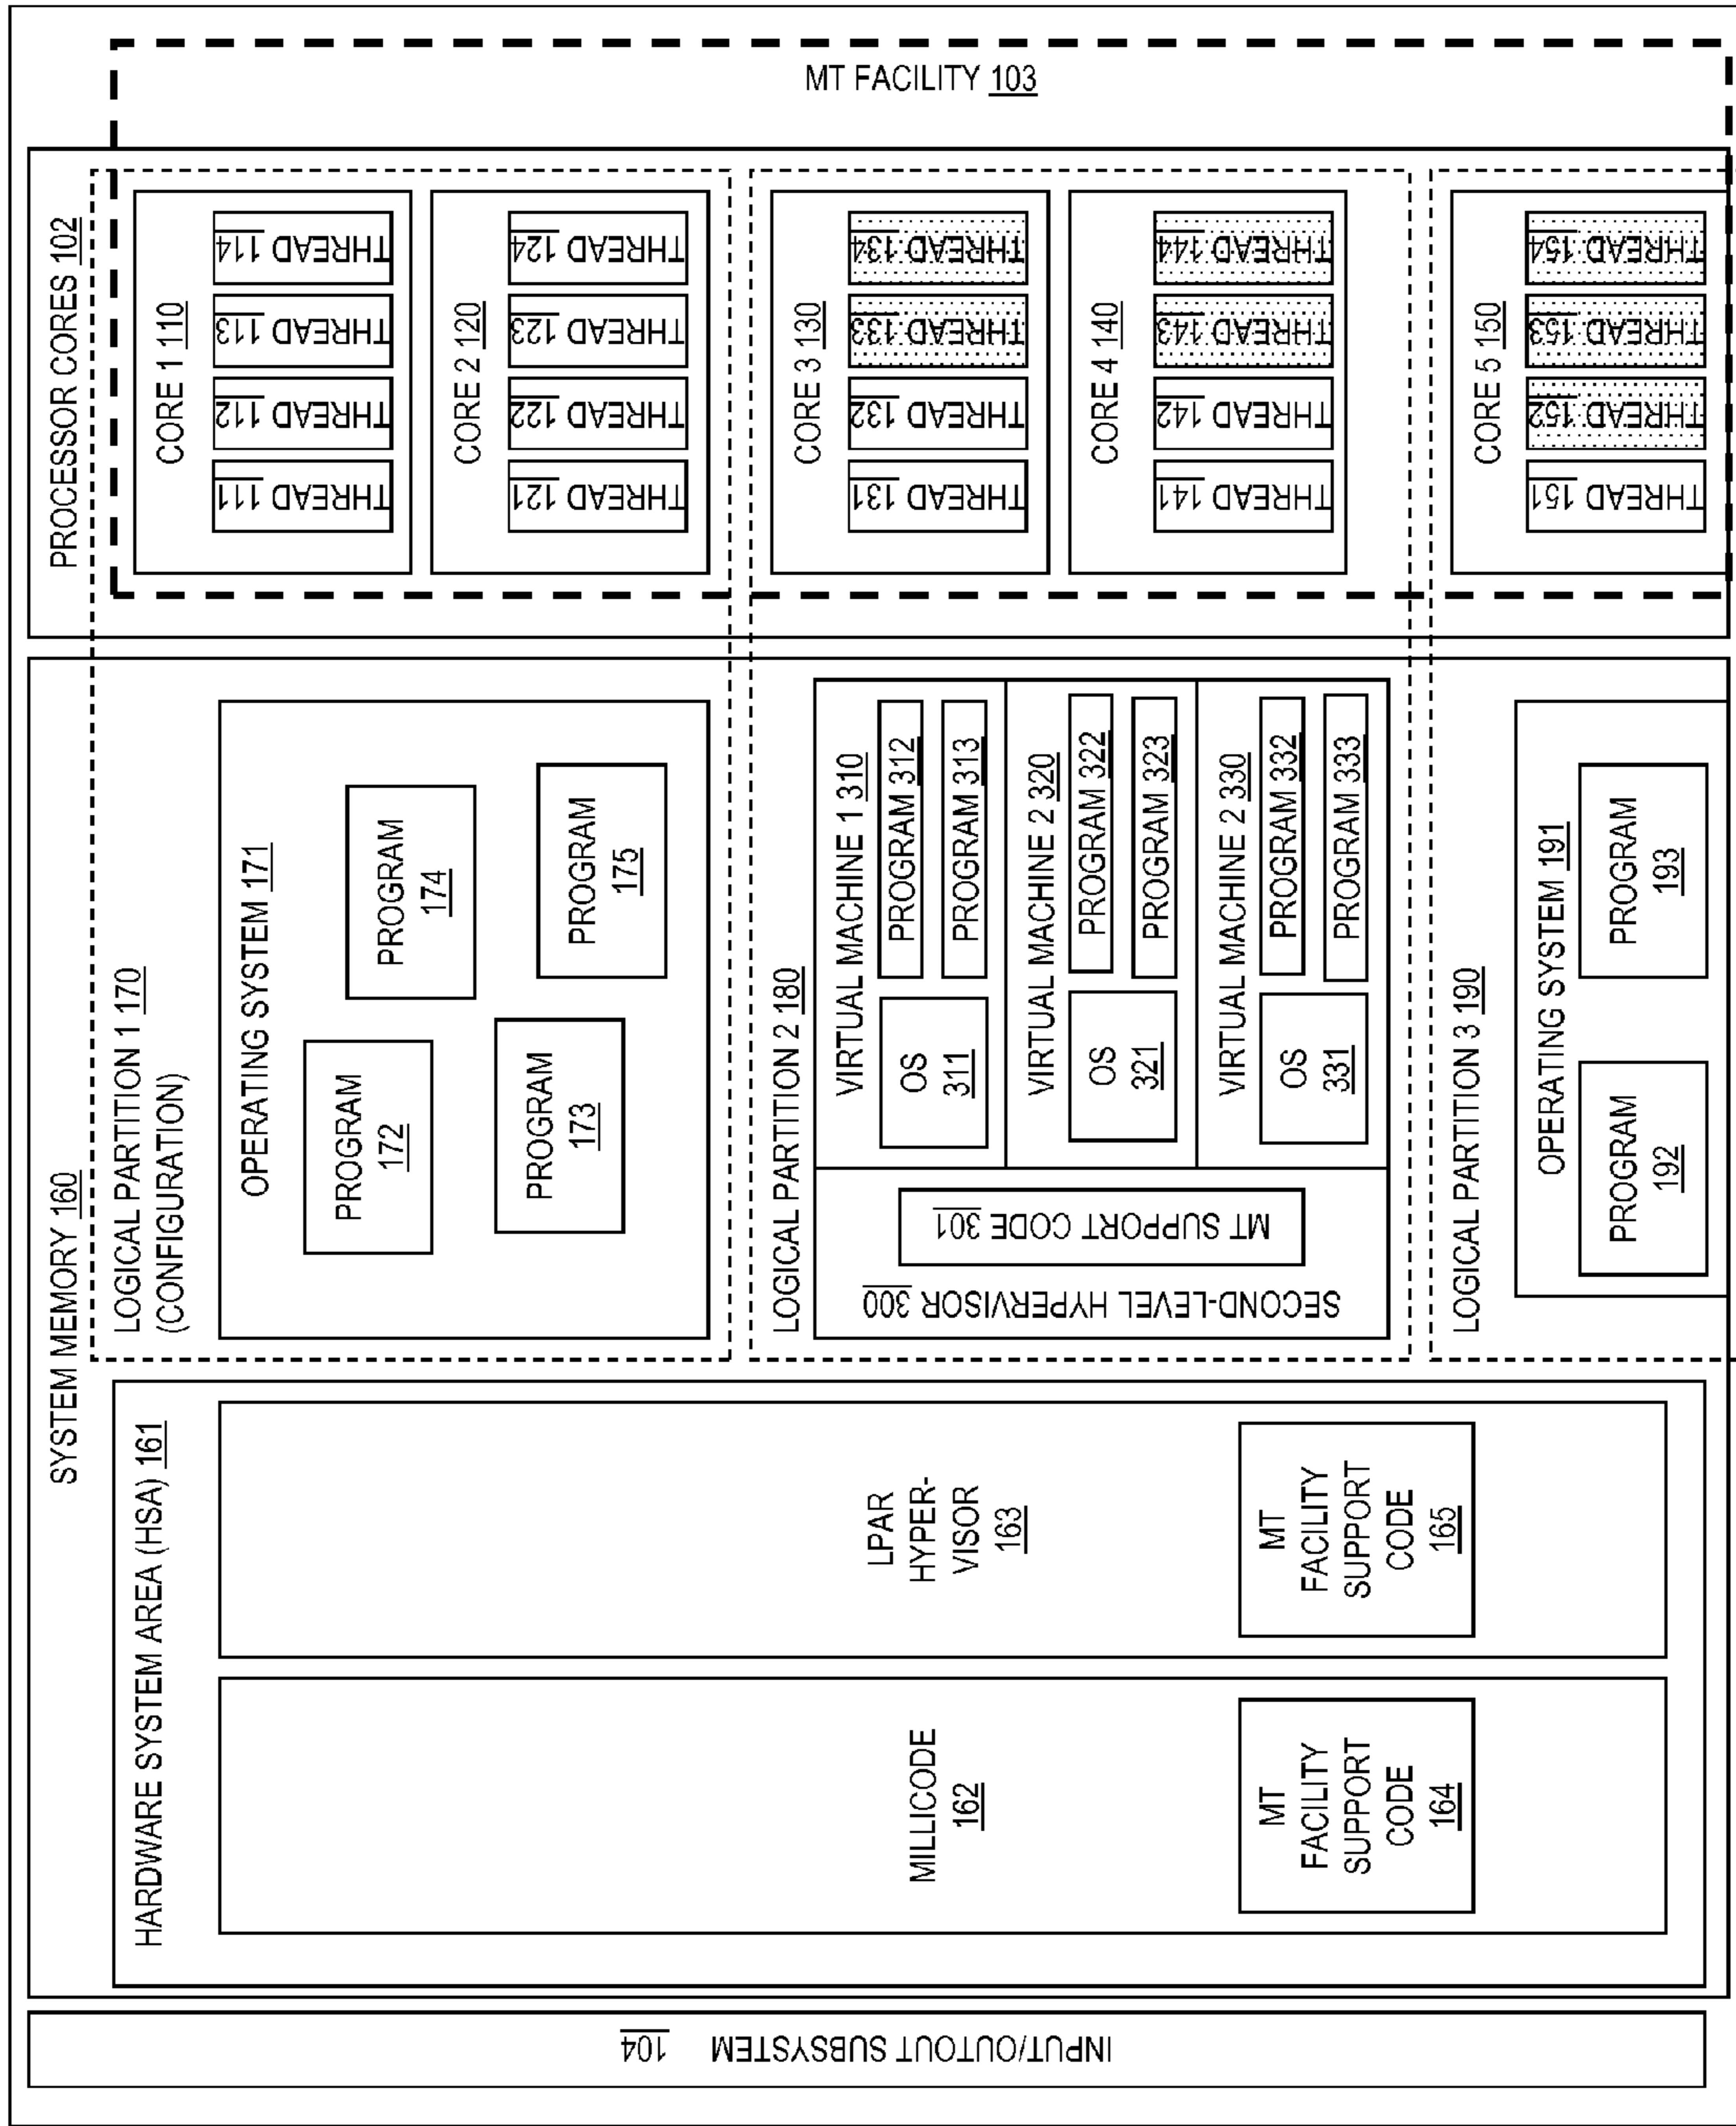 MT FACILITY 103
PROCESSOR CORES 102
CORE 1 110
THREAD 111
THREAD 112
THREAD 113
THREAD 114
CORE 2 120
THREAD 121
THREAD 122
THREAD 123
THREAD 124
CORE 3 130
THREAD 131
THREAD 132
THREAD 133
THREAD 134
CORE 4 140
THREAD 141
THREAD 142
THREAD 143
THREAD 144
CORE 5 150
THREAD 151
THREAD 152
THREAD 153
THREAD 154
SYSTEM MEMORY 160
LOGICAL PARTITION 1 170
(CONFIGURATION)
OPERATING SYSTEM 171
PROGRAM
172
PROGRAM
174
PROGRAM
173
PROGRAM
175
LOGICAL PARTITION 2 180
SECOND-LEVEL HYPERVISOR 300
MT SUPPORT CODE 301
VIRTUAL MACHINE 1 310
OS
311
PROGRAM 312
PROGRAM 313
VIRTUAL MACHINE 2 320
OS
321
PROGRAM 322
PROGRAM 323
VIRTUAL MACHINE 2 330
OS
331
PROGRAM 332
PROGRAM 333
LOGICAL PARTITION 3 190
OPERATING SYSTEM 191
PROGRAM
192
PROGRAM
193
HARDWARE SYSTEM AREA (HSA) 161
MILLICODE
162
MT
FACILITY
SUPPORT
CODE
164
LPAR
HYPER-
VISOR
163
MT
FACILITY
SUPPORT
CODE
165
INPUT/OUTOUT SUBSYSTEM 104